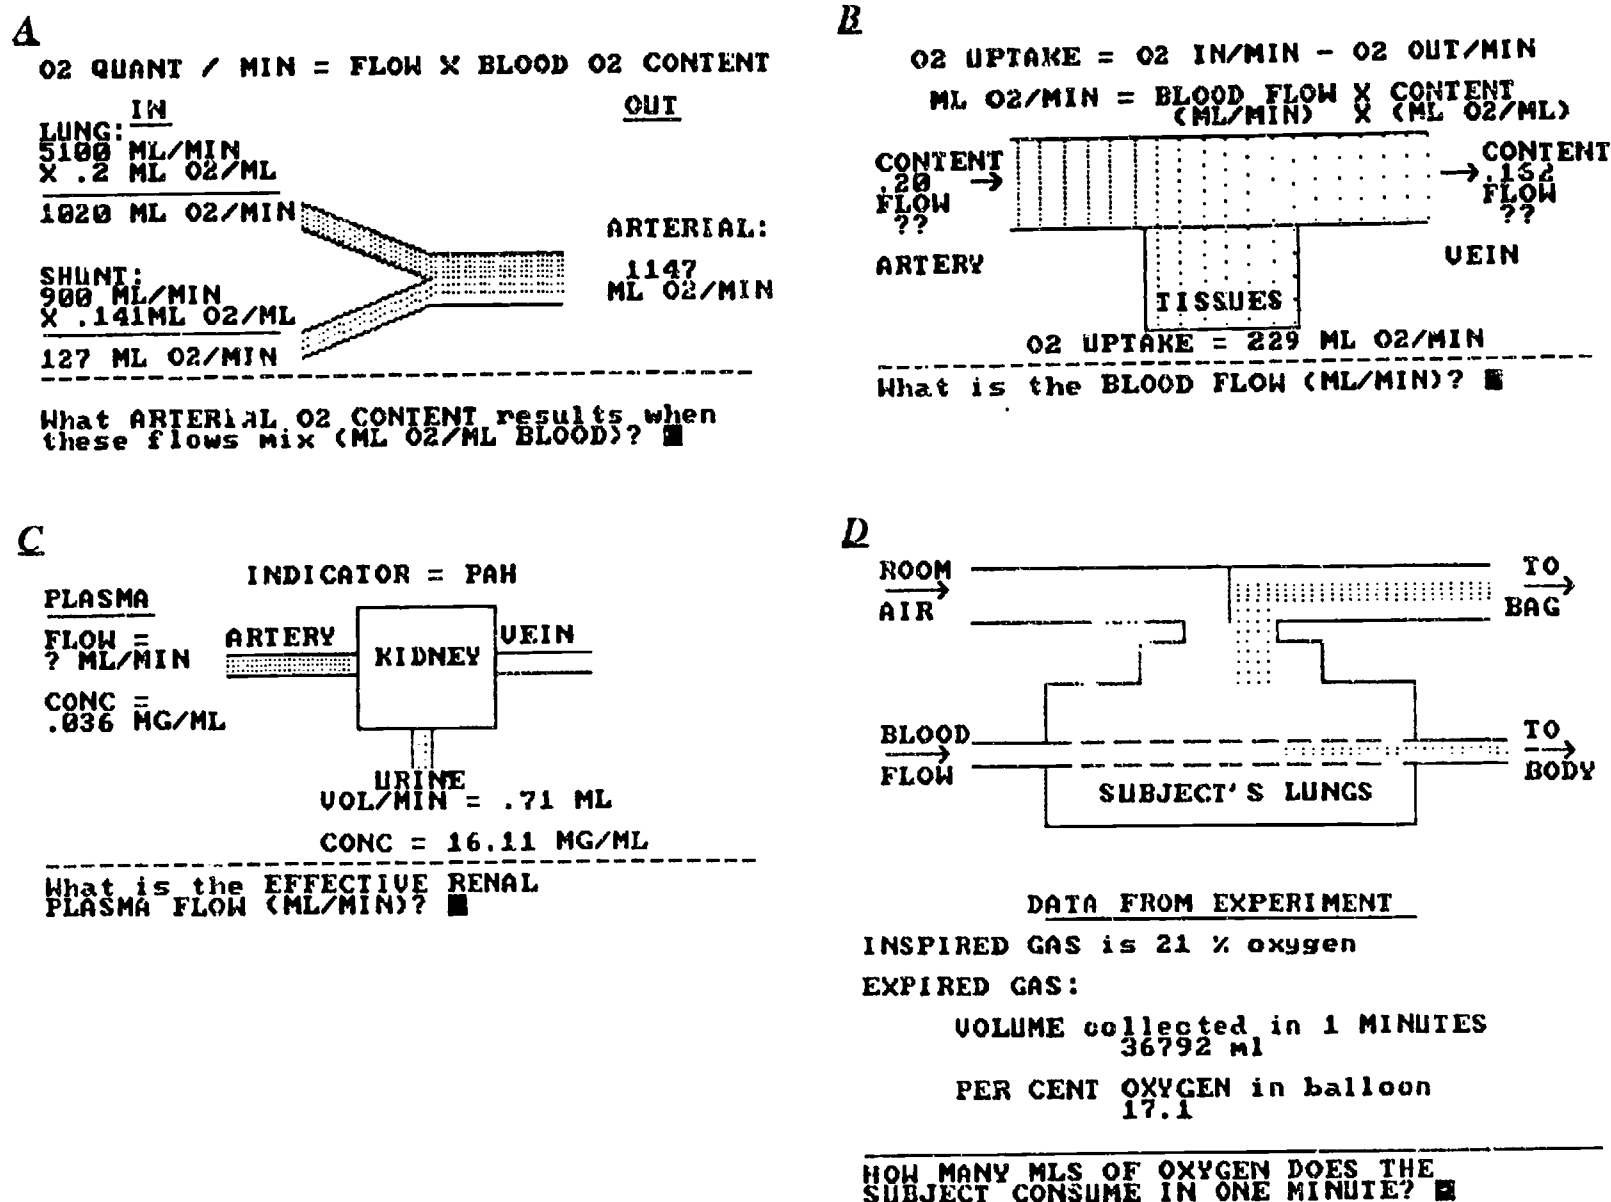 A
O2 QUANT / MIN = FLOW X BLOOD O2 CONTENT
IN
OUT
LUNG:
5100 ML/MIN
X .2 ML O2/ML
1020 ML O2/MIN
ARTERIAL:
1147
ML O2/MIN
SHUNT:
900 ML/MIN
X .141ML O2/ML
127 ML O2/MIN
What ARTERIAL O2 CONTENT results when
these flows mix (ML O2/ML BLOOD)?
B
O2 UPTAKE = O2 IN/MIN - O2 OUT/MIN
ML O2/MIN = BLOOD FLOW X CONTENT
(ML/MIN) X (ML O2/ML)
CONTENT
.20 →
FLOW
??
ARTERY
CONTENT
→ .152
FLOW
??
VEIN
TISSUES
O2 UPTAKE = 229 ML O2/MIN
What is the BLOOD FLOW (ML/MIN)?
C
INDICATOR = PAH
PLASMA
FLOW =
? ML/MIN
CONC =
.036 MG/ML
ARTERY
KIDNEY
VEIN
URINE
VOL/MIN = .71 ML
CONC = 16.11 MG/ML
What is the EFFECTIVE RENAL
PLASMA FLOW (ML/MIN)?
D
ROOM
AIR
TO
BAG
BLOOD
FLOW
TO
BODY
SUBJECT'S LUNGS
DATA FROM EXPERIMENT
INSPIRED GAS is 21 % oxygen
EXPIRED GAS:
VOLUME collected in 1 MINUTES
36792 ml
PER CENT OXYGEN in balloon
17.1
HOW MANY MLS OF OXYGEN DOES THE
SUBJECT CONSUME IN ONE MINUTE?